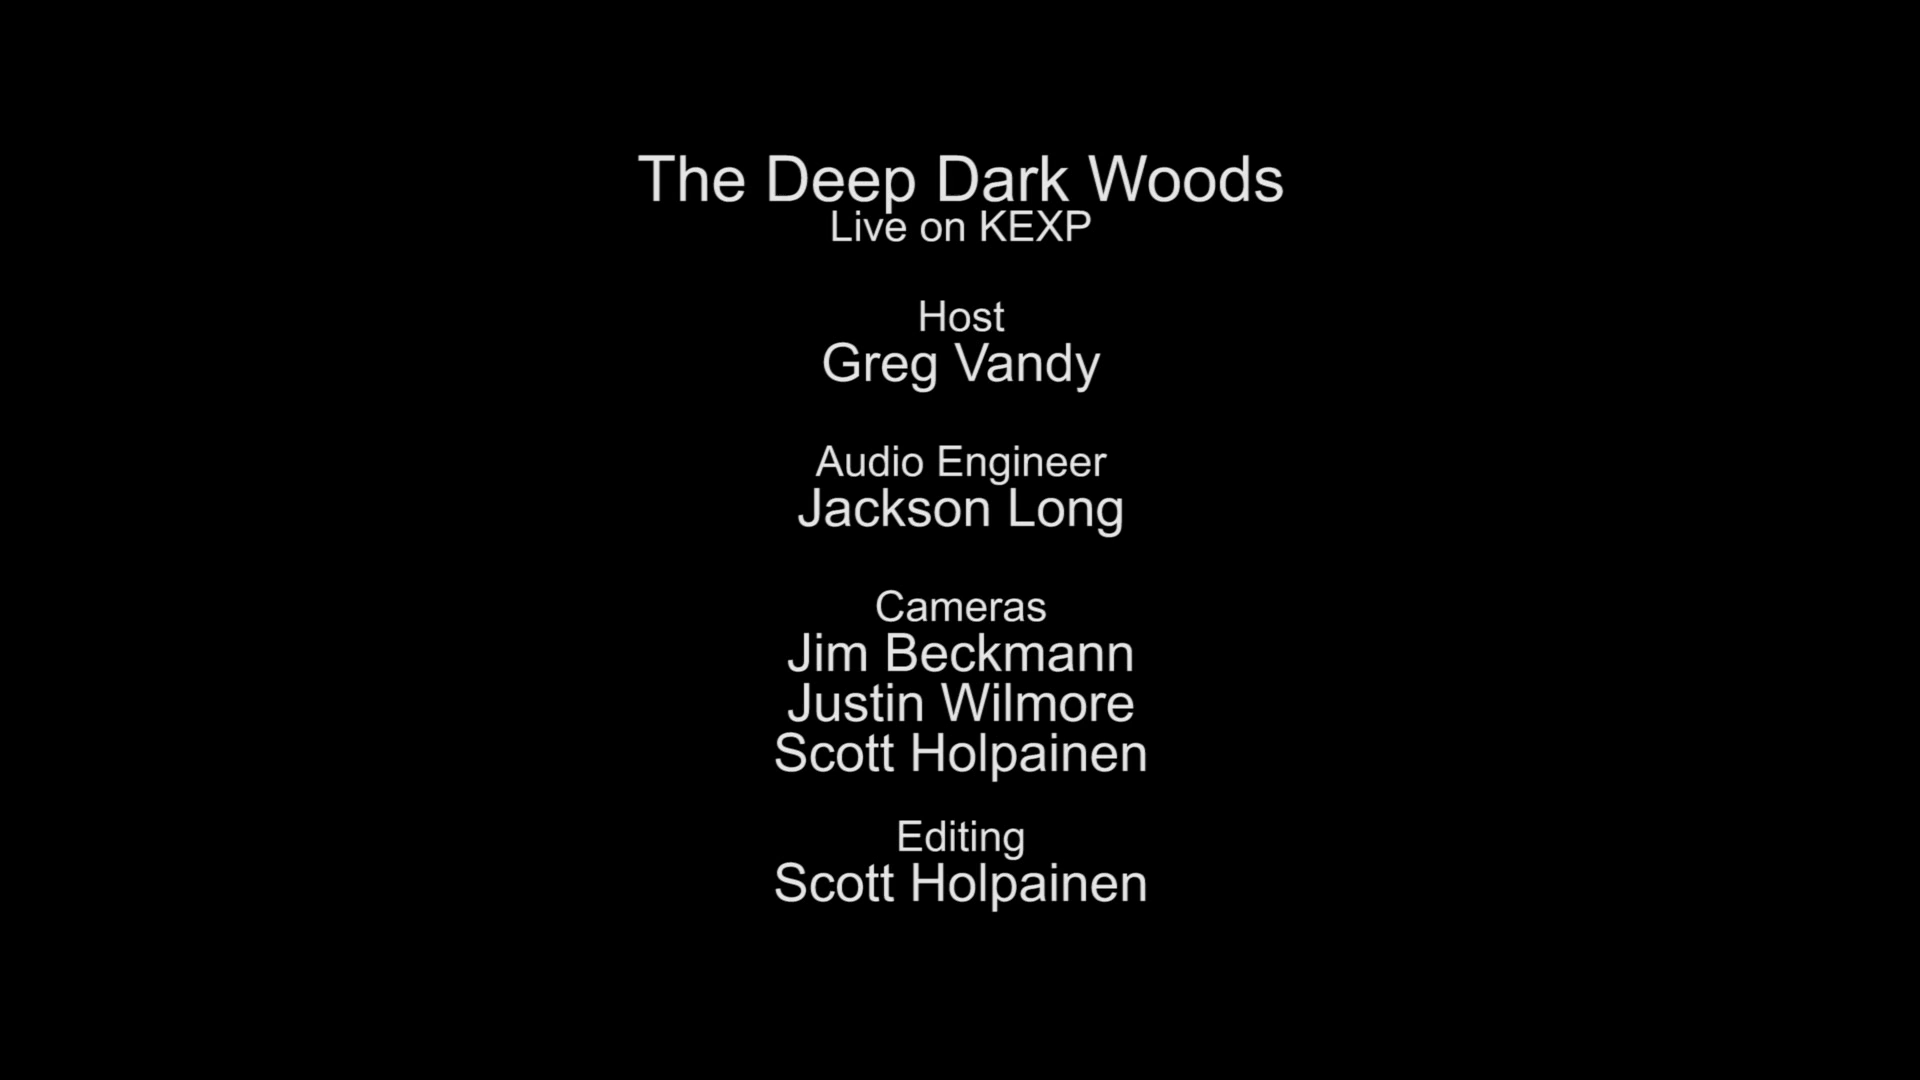 The Deep Dark Woods
Live on KEXP
Host
Greg Vandy
Audio Engineer
Jackson Long
Cameras
Jim Beckmann
Justin Wilmore
Scott Holpainen
Editing
Scott Holpainen